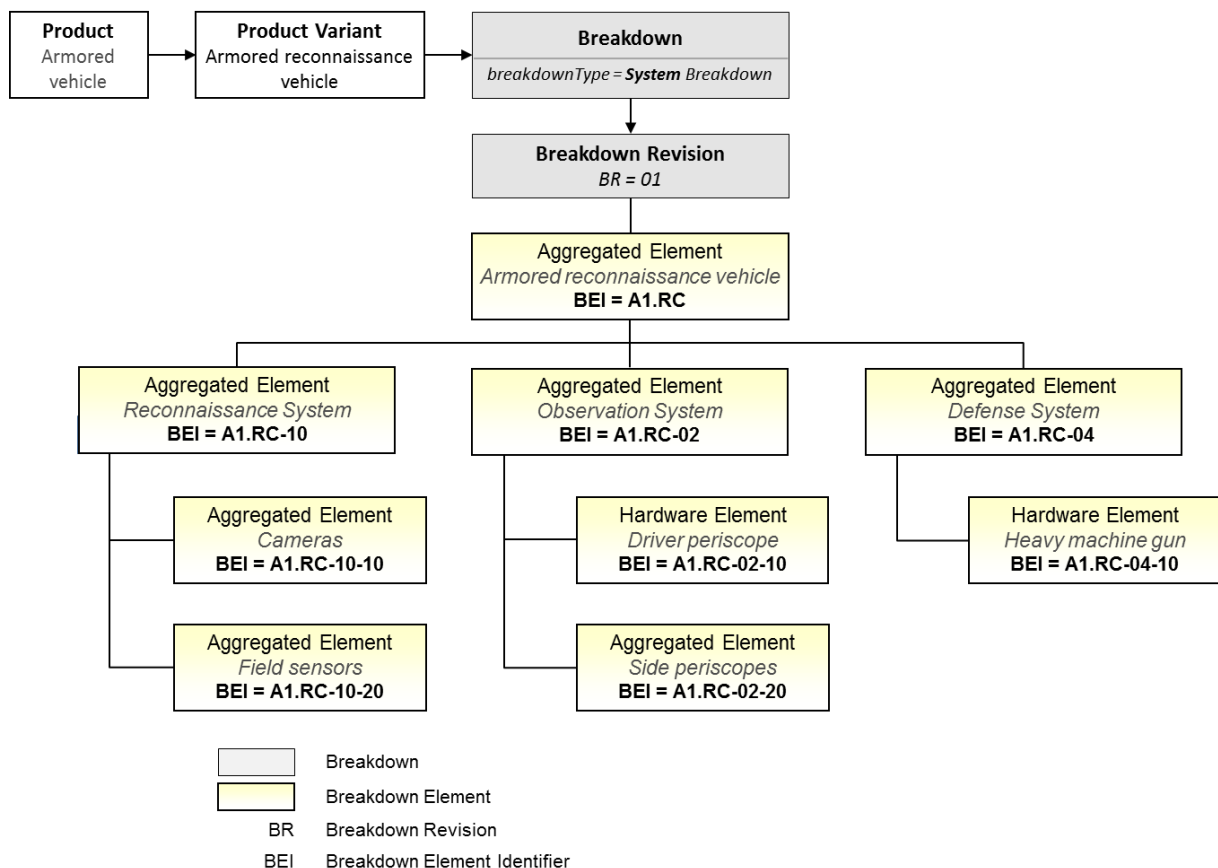 Product
Armored
vehicle
Product Variant
Armored reconnaissance
vehicle
Breakdown
breakdownType = System Breakdown
Breakdown Revision
BR = 01
Aggregated Element
Armored reconnaissance vehicle
BEI = A1.RC
Aggregated Element
Reconnaissance System
BEI = A1.RC-10
Aggregated Element
Observation System
BEI = A1.RC-02
Aggregated Element
Defense System
BEI = A1.RC-04
Aggregated Element
Cameras
BEI = A1.RC-10-10
Hardware Element
Driver periscope
BEI = A1.RC-02-10
Hardware Element
Heavy machine gun
BEI = A1.RC-04-10
Aggregated Element
Field sensors
BEI = A1.RC-10-20
Aggregated Element
Side periscopes
BEI = A1.RC-02-20
Breakdown
Breakdown Element
BR Breakdown Revision
BEI Breakdown Element Identifier